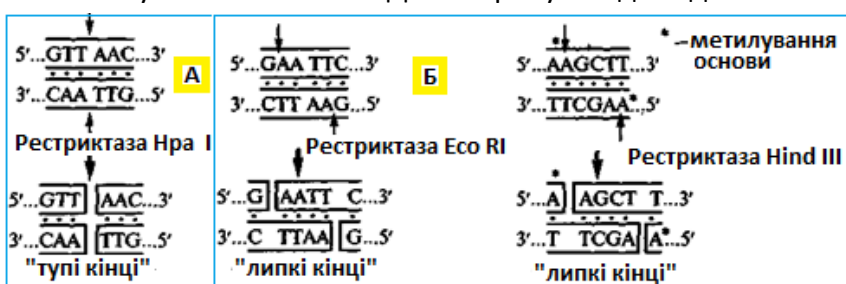 5'...GTT AAC...3'
3'...CAA TTG...5'
А
Рестриктаза Hpa I
5'...GTT AAC...3'
3'...CAA TTG...5'
"тупі кінці"
5'...GAA TTC...3'
3'...CTT AAG...5'
Б
Рестриктаза Eco RI
5'...G AATT C...3'
3'...C TTAA G...5'
"липкі кінці"
* -метилування
основи
*
5'...AAGCTT...3'
3'...TTCGAA*...5'
Рестриктаза Hind III
*
5'...A AGCT T...3'
3'...T TCGA A*...5'
"липкі кінці"